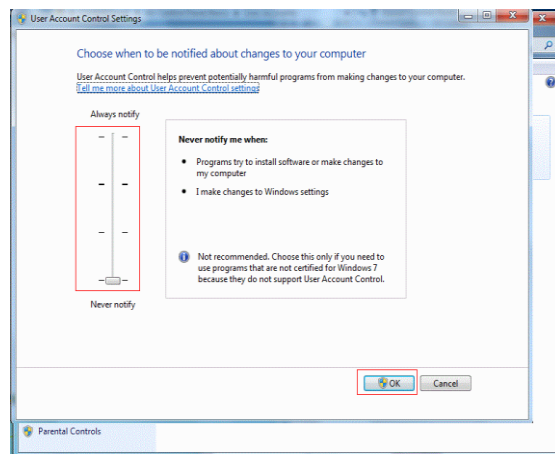 User Account Control Settings
Choose when to be notified about changes to your computer
User Account Control helps prevent potentially harmful programs from making changes to your computer.
Tell me more about User Account Control settings
Always notify
Never notify me when:
Programs try to install software or make changes to
my computer
I make changes to Windows settings
Not recommended. Choose this only if you need to
use programs that are not certified for Windows 7
because they do not support User Account Control.
Never notify
OK
Cancel
Parental Controls